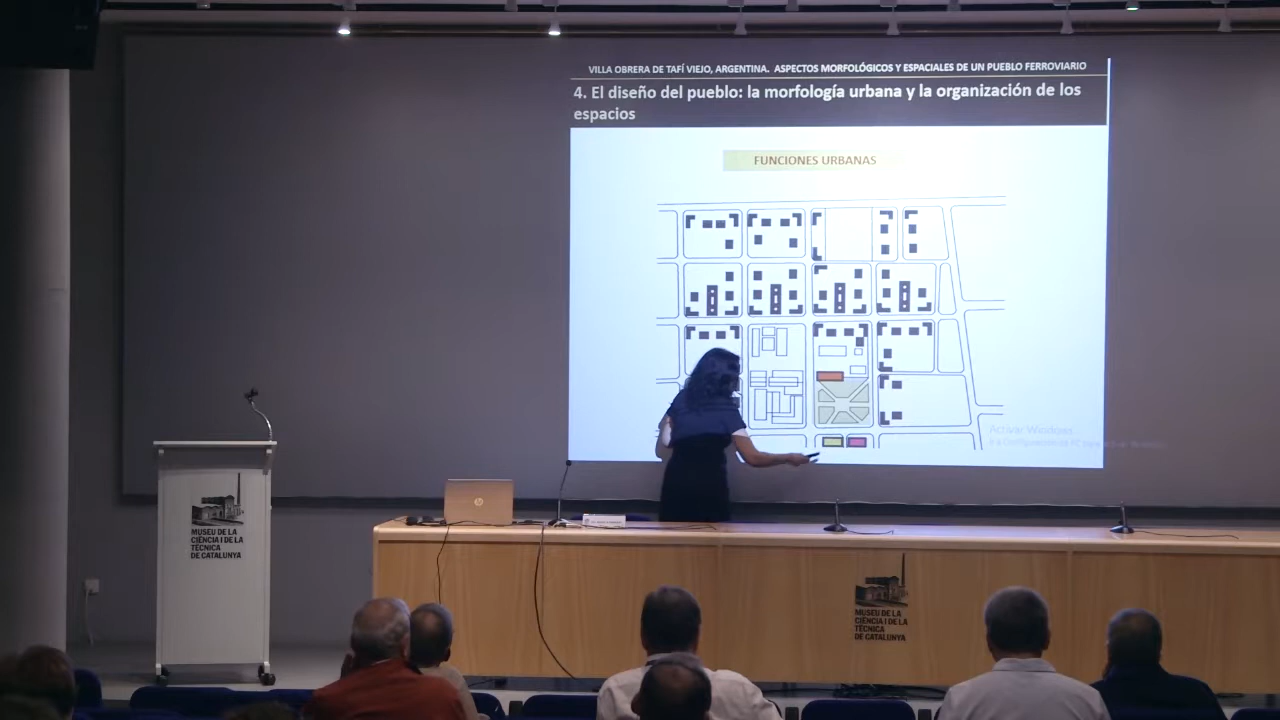 VILLA OBRERA DE TAFÍ VIEJO, ARGENTINA. ASPECTOS MORFOLÓGICOS Y ESPACIALES DE UN PUEBLO FERROVIARIO
4. El diseño del pueblo: la morfología urbana y la organización de los
espacios
FUNCIONES URBANAS
Activar Windows
MUSEU DE LA
CIÈNCIA I DE LA
TÈCNICA
DE CATALUNYA
hp
MUSEU DE LA
CIÈNCIA I DE LA
TÈCNICA
DE CATALUNYA